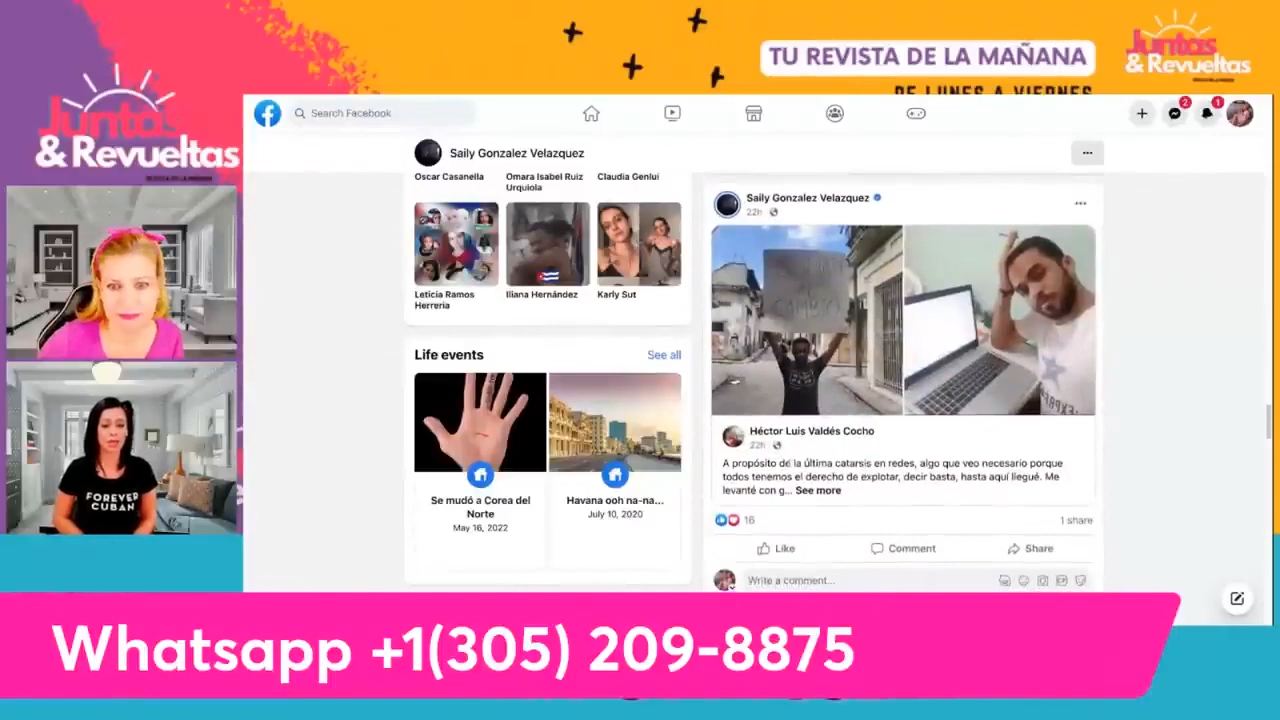 TU REVISTA DE LA MAÑANA
DE LUNES A VIERNES
Juntas
& Revueltas
Juntas
& Revueltas
Search Facebook
2
1
Saily Gonzalez Velazquez
Oscar Casanella
Omara Isabel Ruiz
Urquiola
Claudia Genlui
Leticia Ramos
Herreria
Iliana Hernández
Karly Sut
Life events
See all
Se mudó a Corea del
Norte
May 16, 2022
Havana ooh na-na...
July 10, 2020
Saily Gonzalez Velazquez
22h
Héctor Luis Valdés Cocho
22h
A propósito de la última catarsis en redes, algo que veo necesario porque
todos tenemos el derecho de explotar, decir basta, hasta aquí llegué. Me
levanté con g... See more
16
1 share
Like
Comment
Share
Write a comment...
FOREVER
CUBAN
Whatsapp +1(305) 209-8875